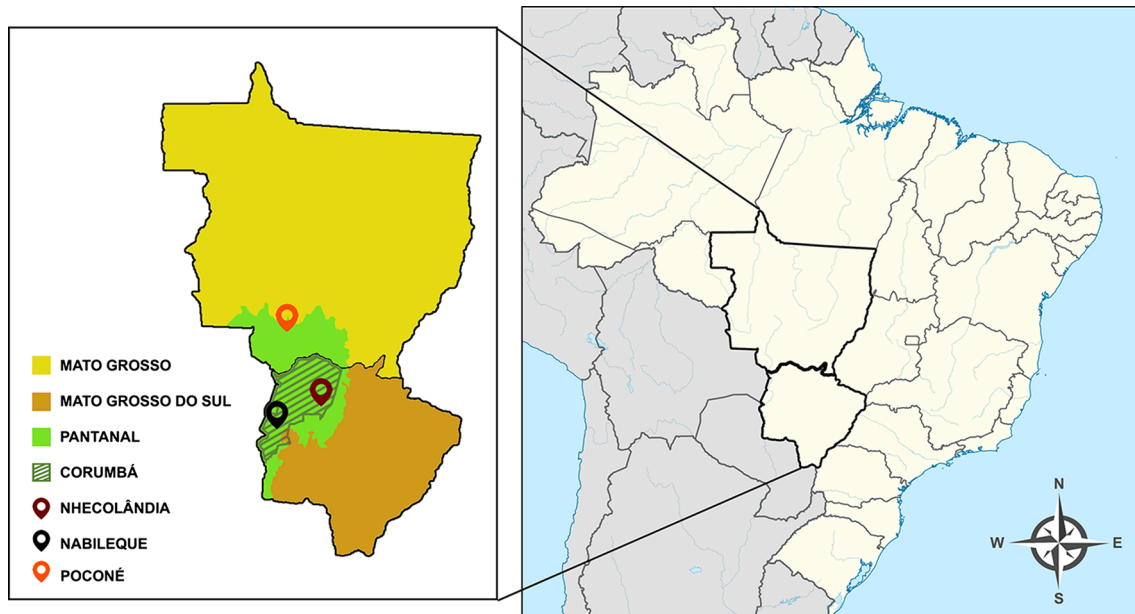 MATO GROSSO
MATO GROSSO DO SUL
PANTANAL
CORUMBÁ
NHECOLÂNDIA
NABILEQUE
POCONÉ
N
W E
S